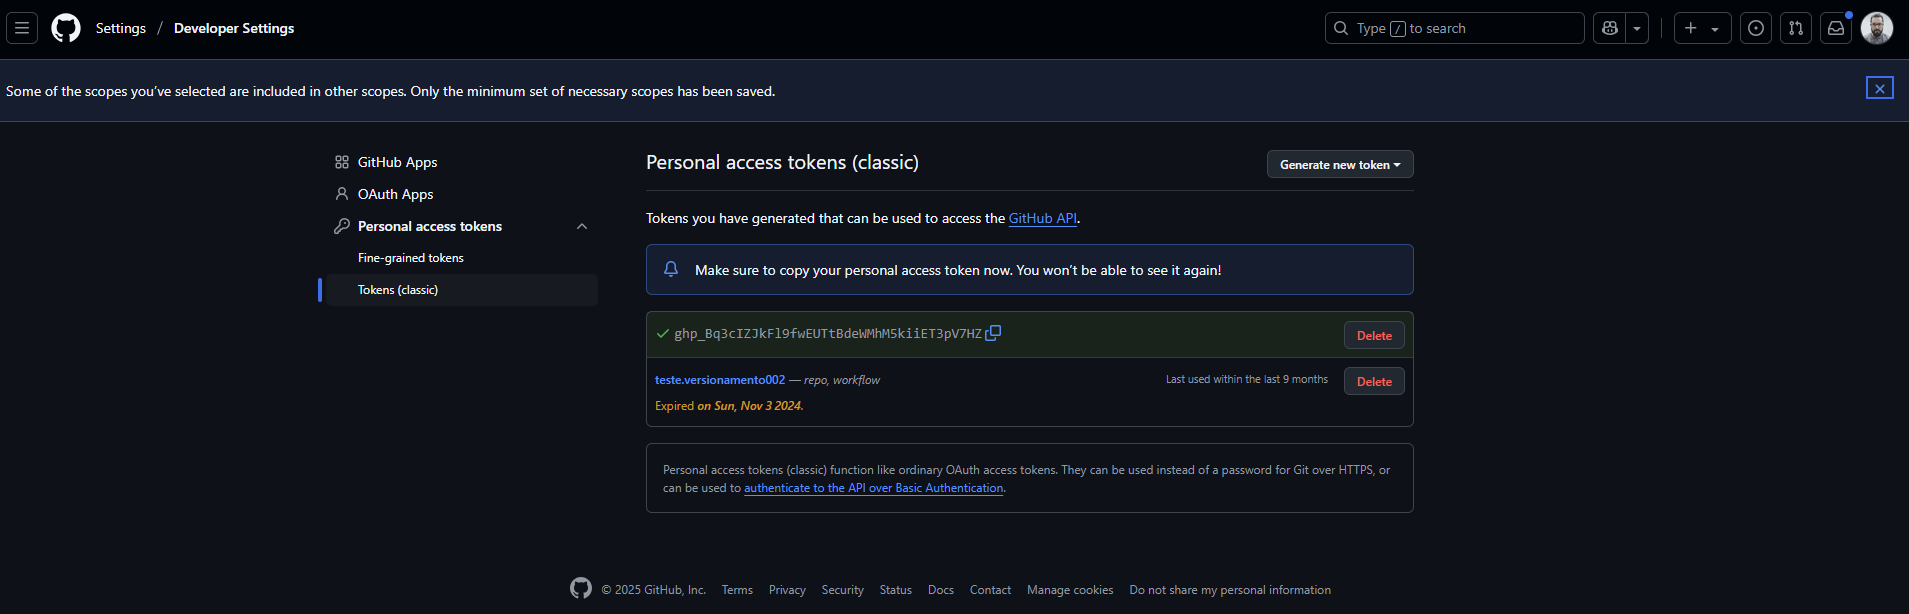 Settings / Developer Settings
Type / to search
Some of the scopes you've selected are included in other scopes. Only the minimum set of necessary scopes has been saved.
GitHub Apps
OAuth Apps
Personal access tokens
Fine-grained tokens
Tokens (classic)
Personal access tokens (classic)
Generate new token
Tokens you have generated that can be used to access the GitHub API.
Make sure to copy your personal access token now. You won't be able to see it again!
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
Delete
teste.versionamento002 — repo, workflow
Last used within the last 9 months
Delete
Expired on Sun, Nov 3 2024.
Personal access tokens (classic) function like ordinary OAuth access tokens. They can be used instead of a password for Git over HTTPS, or
can be used to authenticate to the API over Basic Authentication.
© 2025 GitHub, Inc. Terms Privacy Security Status Docs Contact Manage cookies Do not share my personal information